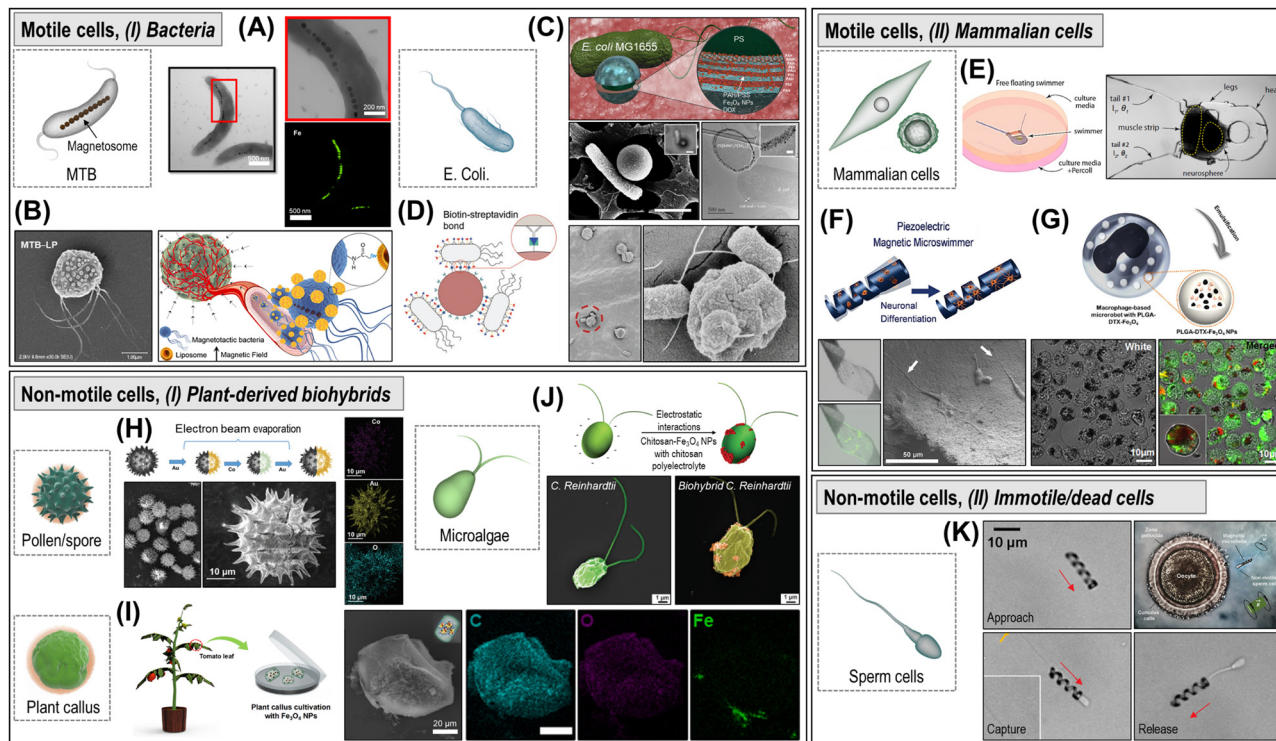 Motile cells, (I) Bacteria
(A)
Magnetosome
MTB
500 nm
200 nm
Fe
500 nm
E. Coli.
(B)
MTB–LP
1.00μm
Magnetotactic bacteria
Liposome
Magnetic Field
(C)
E. coli MG1655
PS
PAH/PSS
Fe₃O₄ NPs
DOX
500 nm
(D)
Biotin-streptavidin
bond
Motile cells, (II) Mammalian cells
Mammalian cells
(E)
Free floating swimmer
culture
media
swimmer
culture media
+Percoll
tail #1
legs
muscle strip
tail #2
neurosphere
(F)
Piezoelectric
Magnetic Microswimmer
Neuronal
Differentiation
50 μm
(G)
Emulsification
Macrophage-based
microrobot with PLGA-
DTX-Fe₃O₄
PLGA-DTX-Fe₃O₄ NPs
White
10μm
Merged
Non-motile cells, (I) Plant-derived biohybrids
(H)
Electron beam evaporation
Au
Co
Au
Pollen/spore
10 μm
Co
10 μm
Au
10 μm
O
10 μm
Microalgae
(J)
Electrostatic
interactions
Chitosan-Fe₃O₄ NPs
with chitosan
polyelectrolyte
C. Reinhardtii
1 μm
Biohybrid C. Reinhardtii
1 μm
(I)
Plant callus
Tomato leaf
Plant callus cultivation
with Fe₃O₄ NPs
20 μm
C
O
Fe
Non-motile cells, (II) Immotile/dead cells
(K)
Sperm cells
10 μm
Approach
Zona
pellucida
Oocyte
Cumulus
cells
Capture
Release